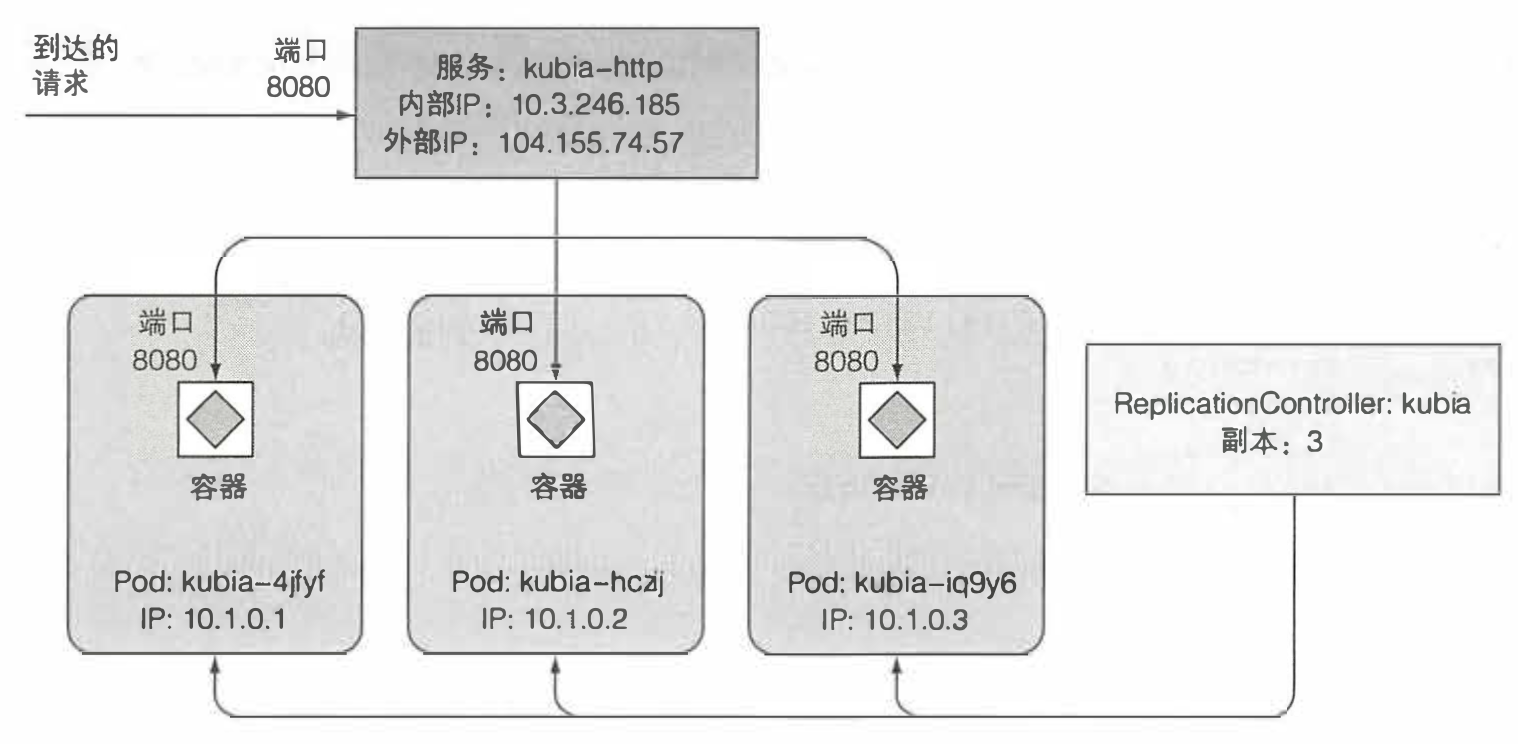 到达的
请求
端口
8080
服务：kubia-http
内部IP：10.3.246.185
外部IP：104.155.74.57
端口
8080
容器
Pod: kubia-4jfyf
IP: 10.1.0.1
端口
8080
容器
Pod: kubia-hczij
IP: 10.1.0.2
端口
8080
容器
Pod: kubia-iq9y6
IP: 10.1.0.3
ReplicationController: kubia
副本：3